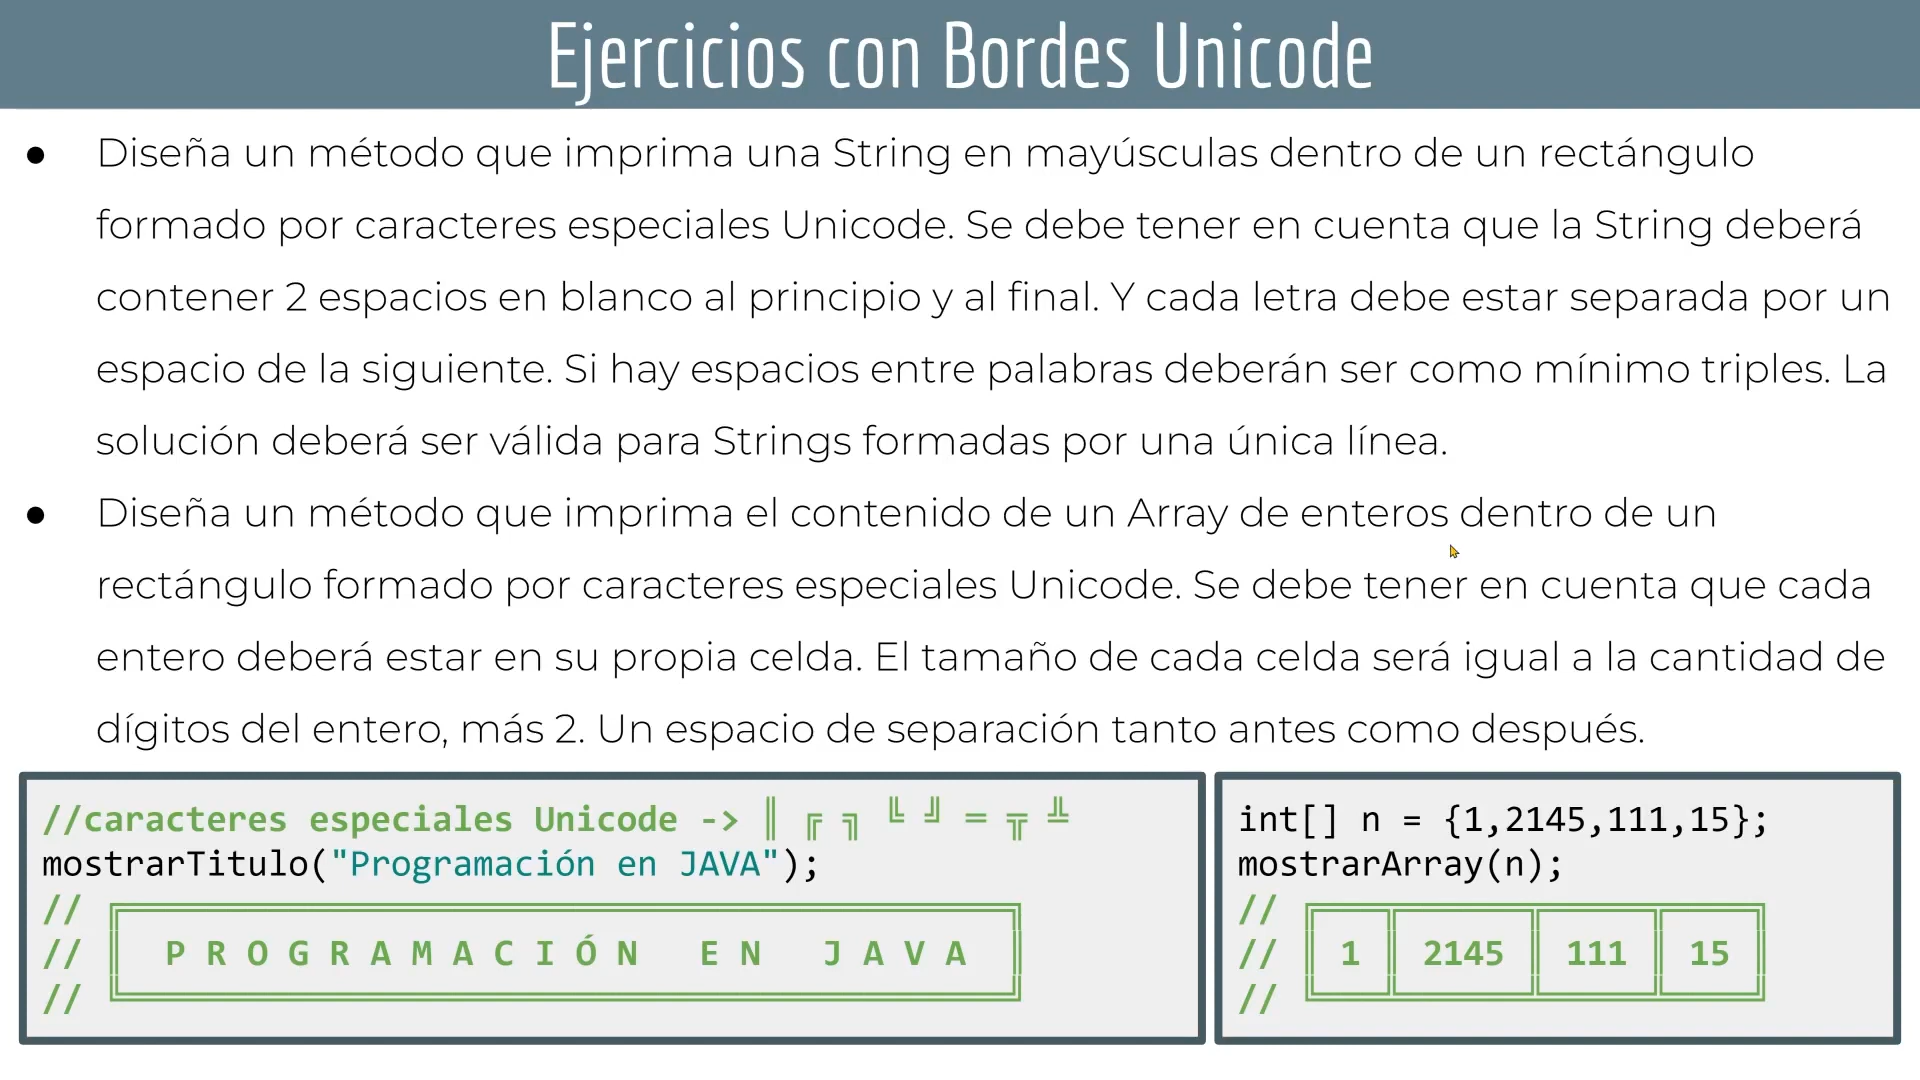 Ejercicios con Bordes Unicode
● Diseña un método que imprima una String en mayúsculas dentro de un rectángulo
formado por caracteres especiales Unicode. Se debe tener en cuenta que la String deberá
contener 2 espacios en blanco al principio y al final. Y cada letra debe estar separada por un
espacio de la siguiente. Si hay espacios entre palabras deberán ser como mínimo triples. La
solución deberá ser válida para Strings formadas por una única línea.
● Diseña un método que imprima el contenido de un Array de enteros dentro de un
rectángulo formado por caracteres especiales Unicode. Se debe tener en cuenta que cada
entero deberá estar en su propia celda. El tamaño de cada celda será igual a la cantidad de
dígitos del entero, más 2. Un espacio de separación tanto antes como después.
//caracteres especiales Unicode -> ║ ╔ ╗ ╚ ╝ ═ ╦ ╩
mostrarTitulo("Programación en JAVA");
// ╔═══════════════════════════════════════════╗
// ║  P R O G R A M A C I Ó N   E N   J A V A  ║
// ╚═══════════════════════════════════════════╝
int[] n = {1,2145,111,15};
mostrarArray(n);
// ╔═══╦══════╦═════╦════╗
// ║ 1 ║ 2145 ║ 111 ║ 15 ║
// ╚═══╩══════╩═════╩════╝